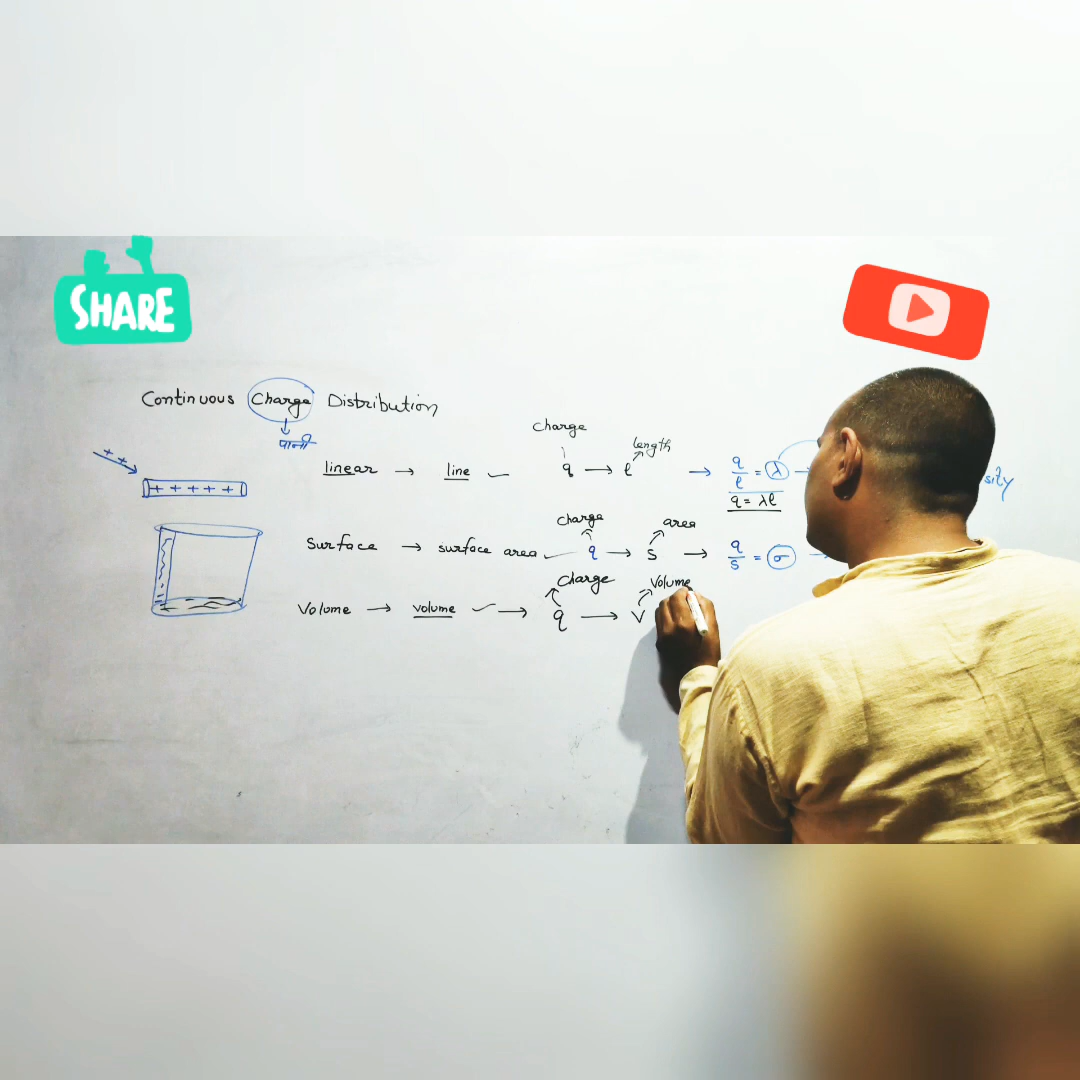 SHARE
Continuous Charge Distribution
↓
पानी
++
+ + + + +
Charge
length
linear → line ✓ q → l → q/l = λ →
q = λl
sity
Charge
area
Surface → surface area ✓ q → s → q/s = σ →
Charge
Volume
Volume → volume ✓ → q → V